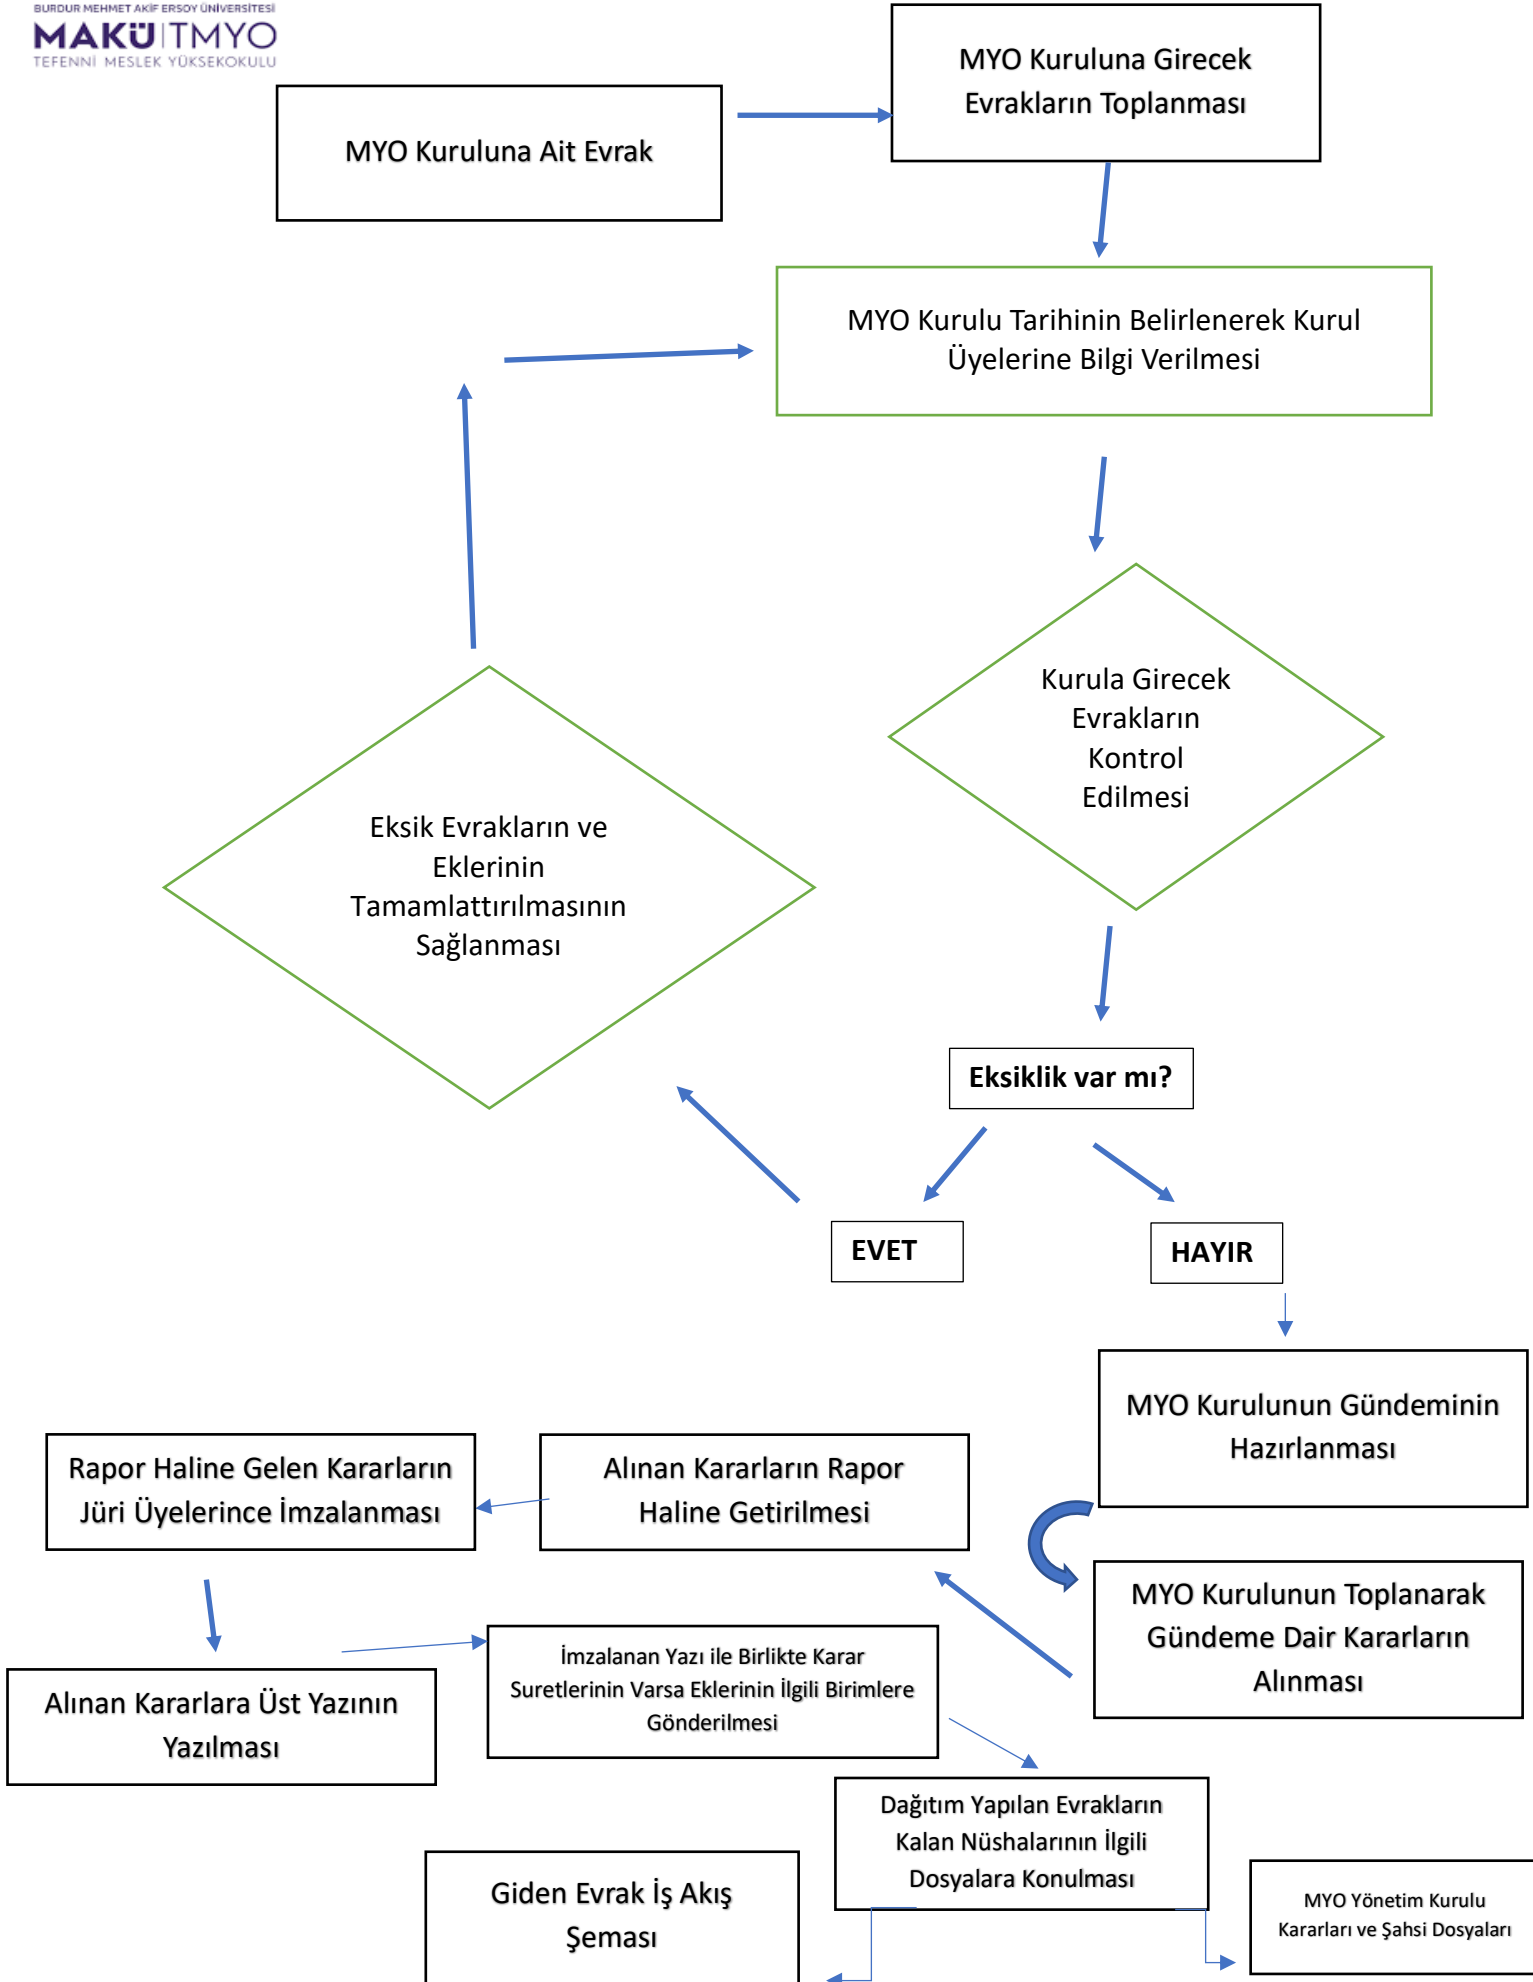 BURDUR MEHMET AKİF ERSOY ÜNİVERSİTESİ
MAKÜ|TMYO
TEFENNİ MESLEK YÜKSEKOKULU
MYO Kuruluna Girecek
Evrakların Toplanması
MYO Kuruluna Ait Evrak
MYO Kurulu Tarihinin Belirlenerek Kurul
Üyelerine Bilgi Verilmesi
Kurula Girecek
Evrakların
Kontrol
Edilmesi
Eksik Evrakların ve
Eklerinin
Tamamlattırılmasının
Sağlanması
Eksiklik var mı?
EVET
HAYIR
MYO Kurulunun Gündeminin
Hazırlanması
Rapor Haline Gelen Kararların
Jüri Üyelerince İmzalanması
Alınan Kararların Rapor
Haline Getirilmesi
MYO Kurulunun Toplanarak
Gündeme Dair Kararların
Alınması
Alınan Kararlara Üst Yazının
Yazılması
İmzalanan Yazı ile Birlikte Karar
Suretlerinin Varsa Eklerinin İlgili Birimlere
Gönderilmesi
Dağıtım Yapılan Evrakların
Kalan Nüshalarının İlgili
Dosyalara Konulması
Giden Evrak İş Akış
Şeması
MYO Yönetim Kurulu
Kararları ve Şahsi Dosyaları